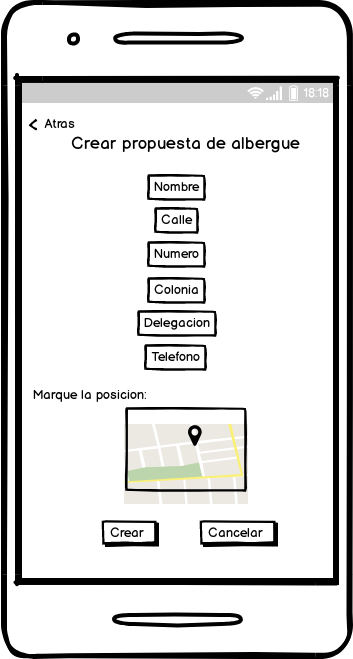 18:18
Atras
Crear propuesta de albergue
Nombre
Calle
Numero
Colonia
Delegacion
Telefono
Marque la posicion:
Crear
Cancelar